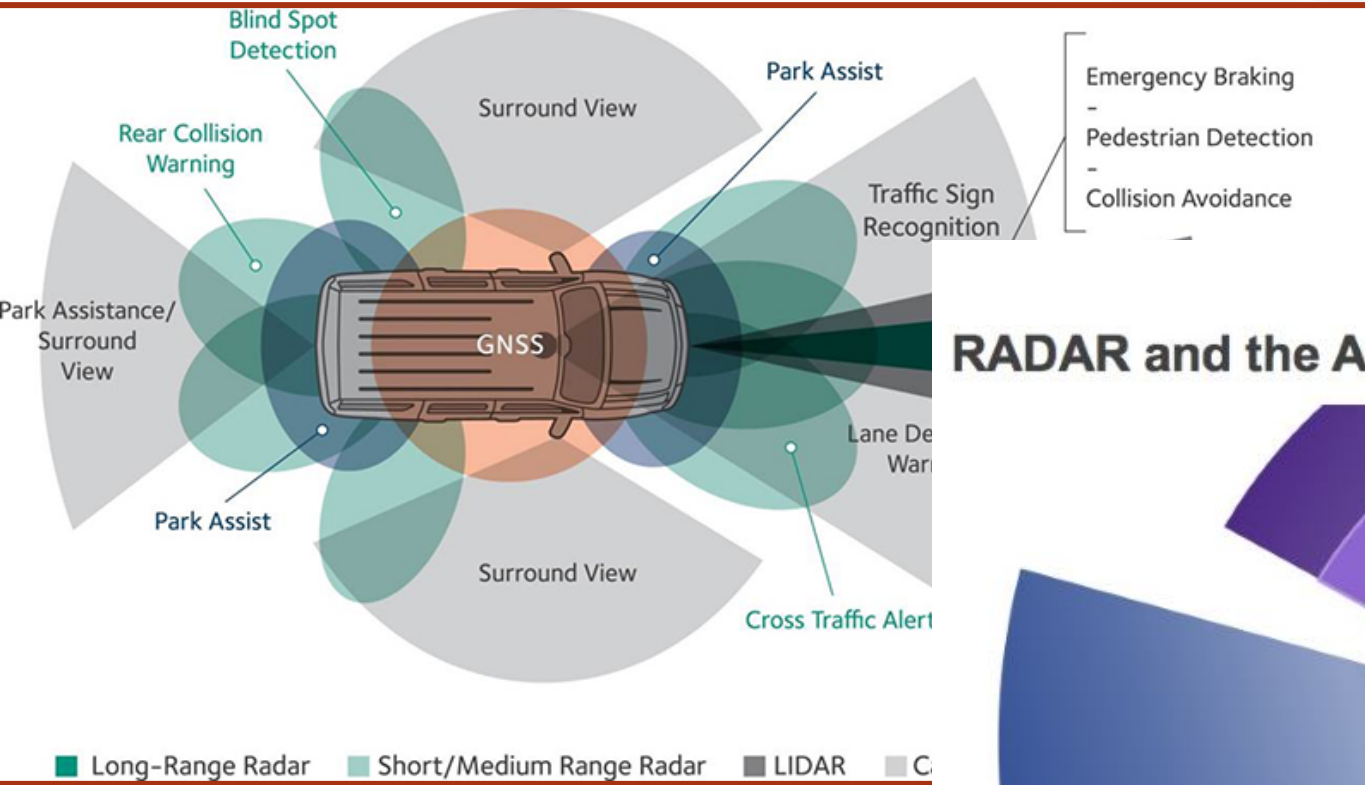 Blind Spot
Detection
Surround View
Park Assist
Emergency Braking
-
Pedestrian Detection
-
Collision Avoidance
Rear Collision
Warning
Traffic Sign
Recognition
Park Assistance/
Surround
View
GNSS
RADAR and the A
Lane De
War
Park Assist
Surround View
Cross Traffic Alert
Long-Range Radar
Short/Medium Range Radar
LIDAR